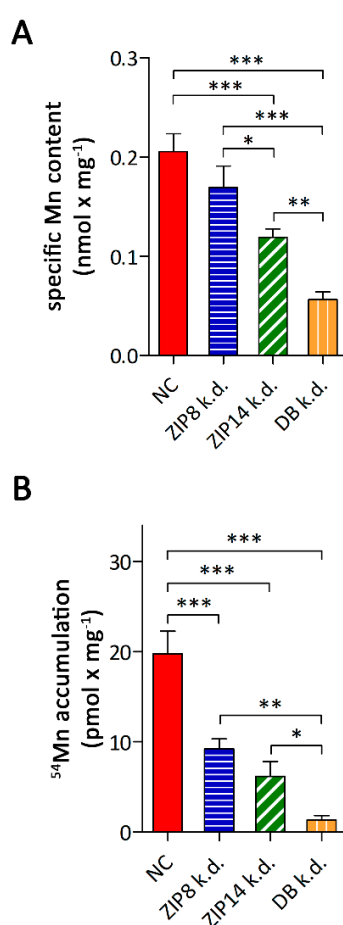 A
specific Mn content
(nmol x mg⁻¹)
0.3
0.2
0.1
0.0
***
***
***
*
**
NC
ZIP8 k.d.
ZIP14 k.d.
DB k.d.
B
⁵⁴Mn accumulation
(pmol x mg⁻¹)
30
20
10
0
***
***
***
**
*
NC
ZIP8 k.d.
ZIP14 k.d.
DB k.d.